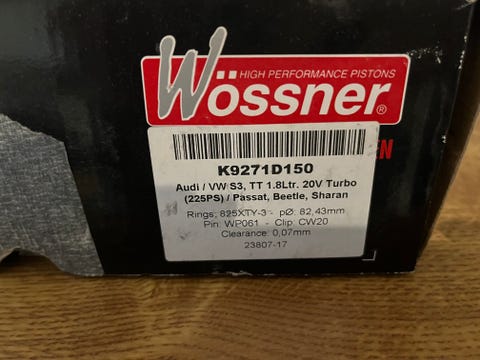 HIGH PERFORMANCE PISTONS
Wössner®
K9271D150
Audi / VW S3, TT 1.8Ltr. 20V Turbo
(225PS) / Passat, Beetle, Sharan
Rings: 825XTY-3 - pØ: 82,43mm
Pin: WP061 - Clip: CW20
Clearance: 0,07mm
23807-17